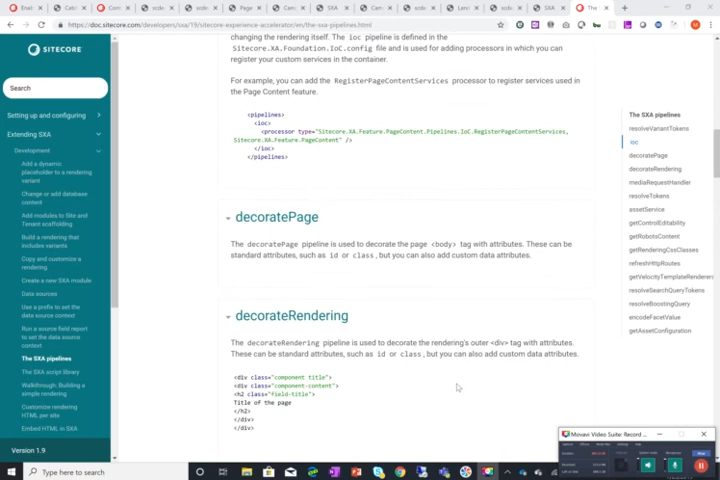 https://doc.sitecore.com/developers/sxa/19/sitecore-experience-accelerator/en/the-sxa-pipelines.html
SITECORE
Search
Setting up and configuring
Extending SXA
Development
Add a dynamic
placeholder to a rendering
variant
Change or add database
content
Add modules to Site and
Tenant scaffolding
Build a rendering that
includes variants
Copy and customize a
rendering
Create a new SXA module
Data sources
Use a prefix to set the
data source context
Run a source field report
to set the data source
context
The SXA pipelines
The SXA script library
Walkthrough: Building a
simple rendering
Customize rendering
HTML per site
Embed HTML in SXA
Version 1.9
changing the rendering itself. The ioc pipeline is defined in the
Sitecore.XA.Foundation.IoC.config file and is used for adding processors in which you can
register your custom services in the container.
For example, you can add the RegisterPageContentServices processor to register services used in
the Page Content feature.
<pipelines>
<ioc>
<processor type="Sitecore.XA.Feature.PageContent.Pipelines.IoC.RegisterPageContentServices,
Sitecore.XA.Feature.PageContent" />
</ioc>
</pipelines>
decoratePage
The decoratePage pipeline is used to decorate the page <body> tag with attributes. These can be
standard attributes, such as id or class, but you can also add custom data attributes.
decorateRendering
The decorateRendering pipeline is used to decorate the rendering's outer <div> tag with attributes.
These can be standard attributes, such as id or class, but you can also add custom data attributes.
<div class="component title">
<div class="component-content">
<h2 class="field-title">
Title of the page
</h2>
</div>
</div>
The SXA pipelines
resolveVariantTokens
ioc
decoratePage
decorateRendering
mediaRequestHandler
resolveTokens
assetService
getControlEditability
getRobotsContent
getRenderingCssClasses
refreshHttpRoutes
getVelocityTemplateRenderers
resolveSearchQueryTokens
resolveBoostingQuery
encodeFacetValue
getAssetConfiguration
Movavi Video Suite: Record ...
Type here to search